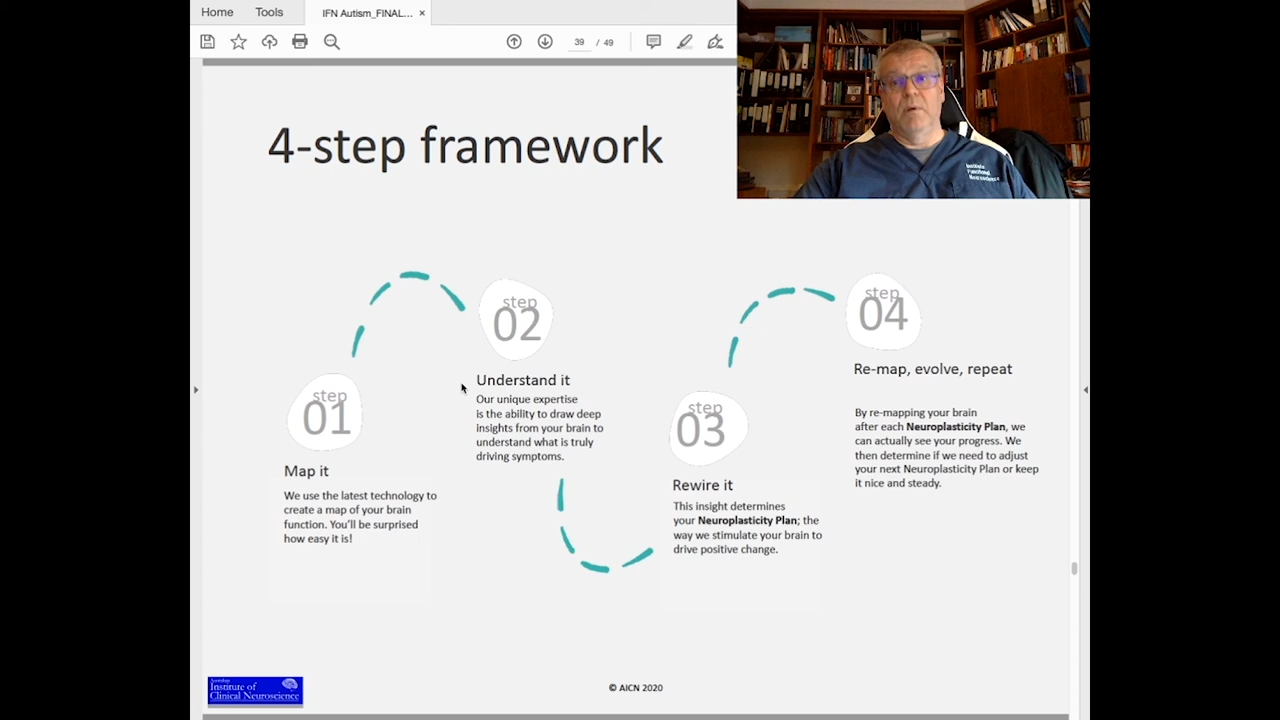 Home Tools IFN Autism_FINAL... ×
39 / 49
4-step framework
step
01
Map it
We use the latest technology to
create a map of your brain
function. You'll be surprised
how easy it is!
step
02
Understand it
Our unique expertise
is the ability to draw deep
insights from your brain to
understand what is truly
driving symptoms.
step
03
Rewire it
This insight determines
your Neuroplasticity Plan; the
way we stimulate your brain to
drive positive change.
step
04
Re-map, evolve, repeat
By re-mapping your brain
after each Neuroplasticity Plan, we
can actually see your progress. We
then determine if we need to adjust
your next Neuroplasticity Plan or keep
it nice and steady.
Institute of
Clinical Neuroscience
© AICN 2020
Institute
Functional
Neuroscience